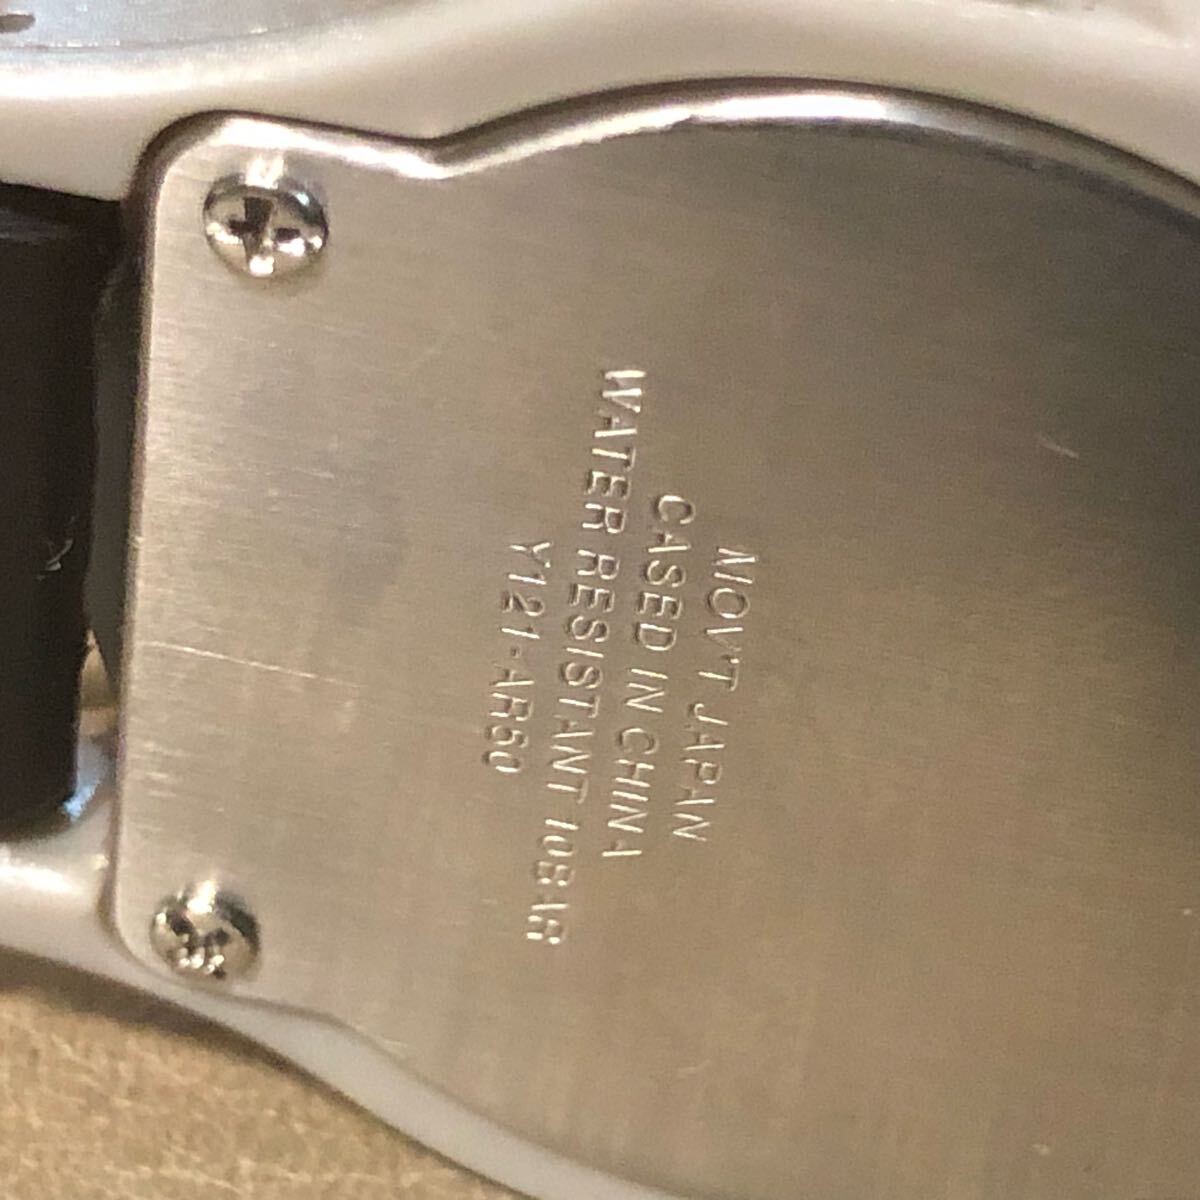 MOV'T JAPAN
CASED IN CHINA
WATER RESISTANT 10BAR
Y121-AR60